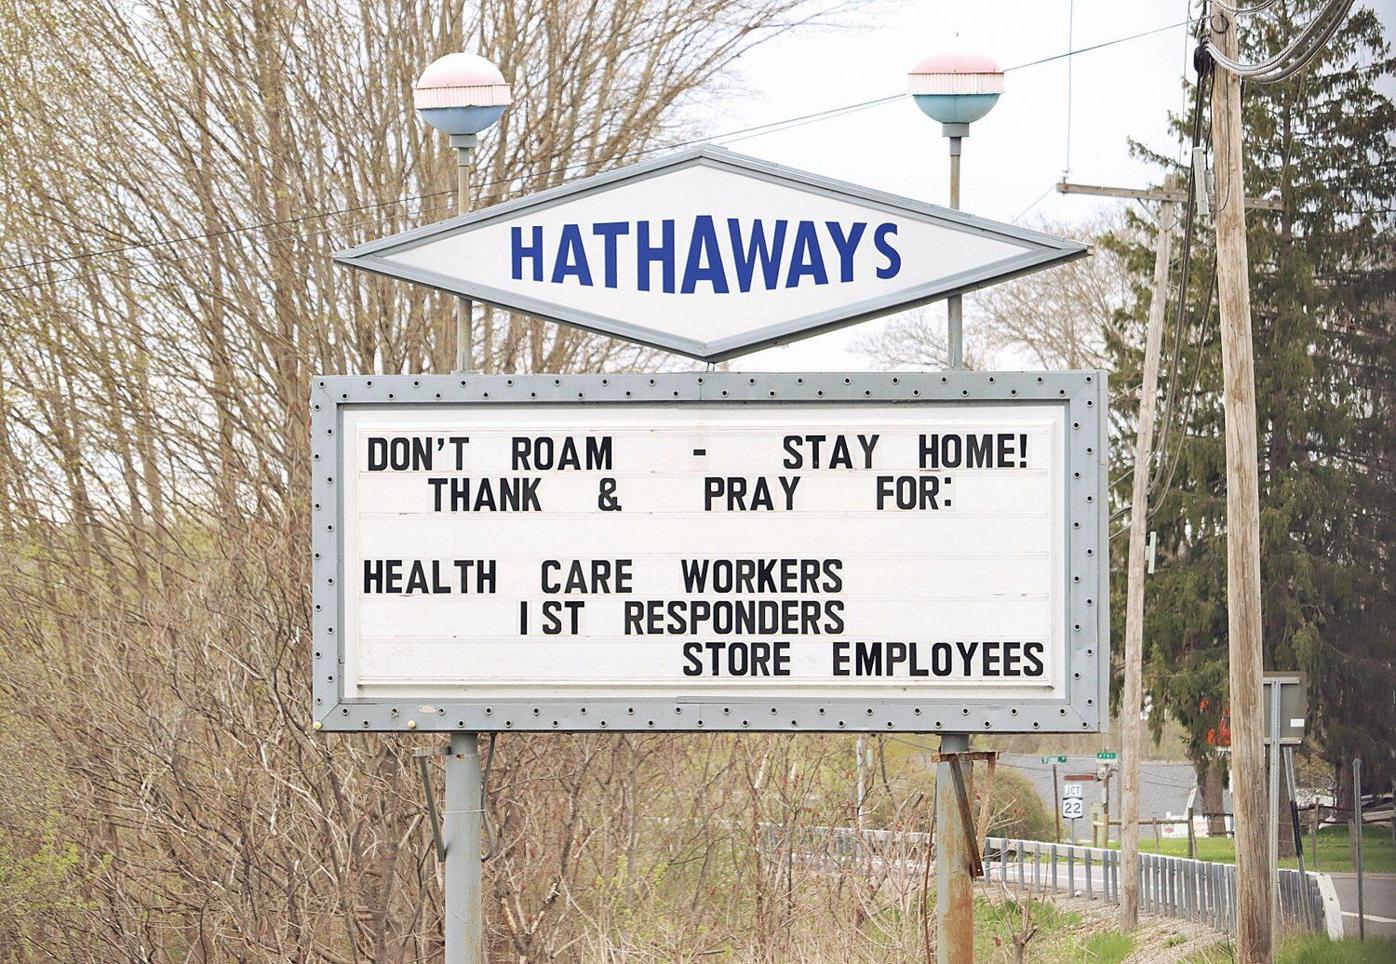 HATHAWAYS
DON'T ROAM - STAY HOME!
THANK & PRAY FOR:
HEALTH CARE WORKERS
1ST RESPONDERS
STORE EMPLOYEES
JCT
22